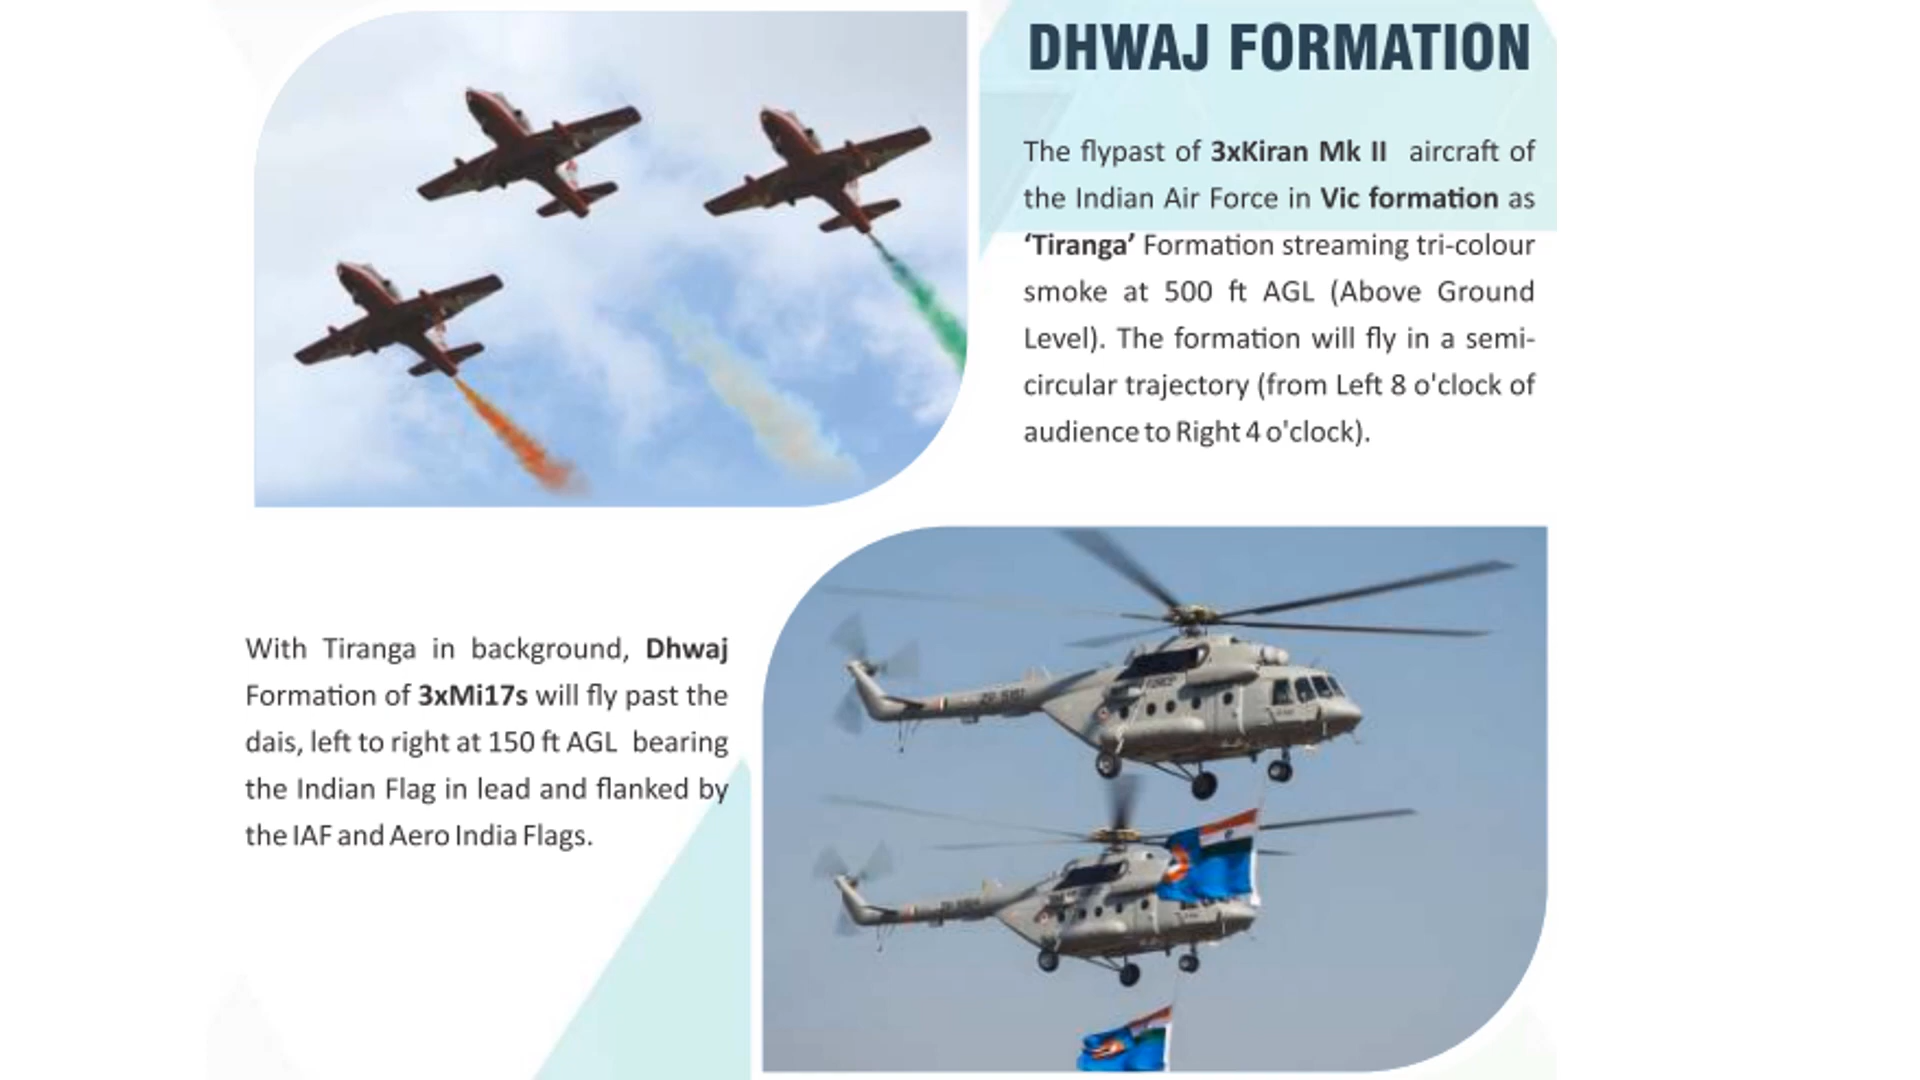 DHWAJ FORMATION
The flypast of 3xKiran Mk II aircraft of
the Indian Air Force in Vic formation as
‘Tiranga’ Formation streaming tri-colour
smoke at 500 ft AGL (Above Ground
Level). The formation will fly in a semi-
circular trajectory (from Left 8 o'clock of
audience to Right 4 o'clock).
With Tiranga in background, Dhwaj
Formation of 3xMi17s will fly past the
dais, left to right at 150 ft AGL bearing
the Indian Flag in lead and flanked by
the IAF and Aero India Flags.